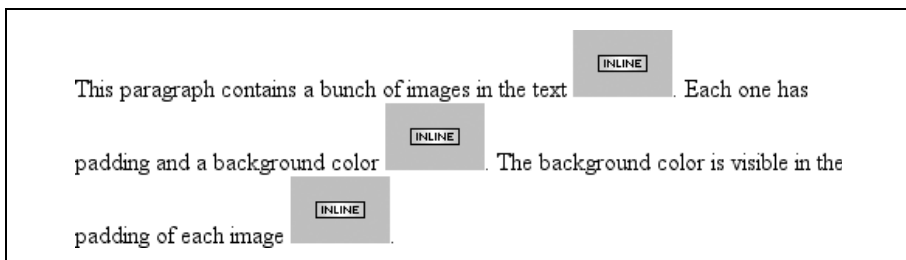 This paragraph contains a bunch of images in the text INLINE . Each one has
padding and a background color INLINE . The background color is visible in the
padding of each image INLINE .